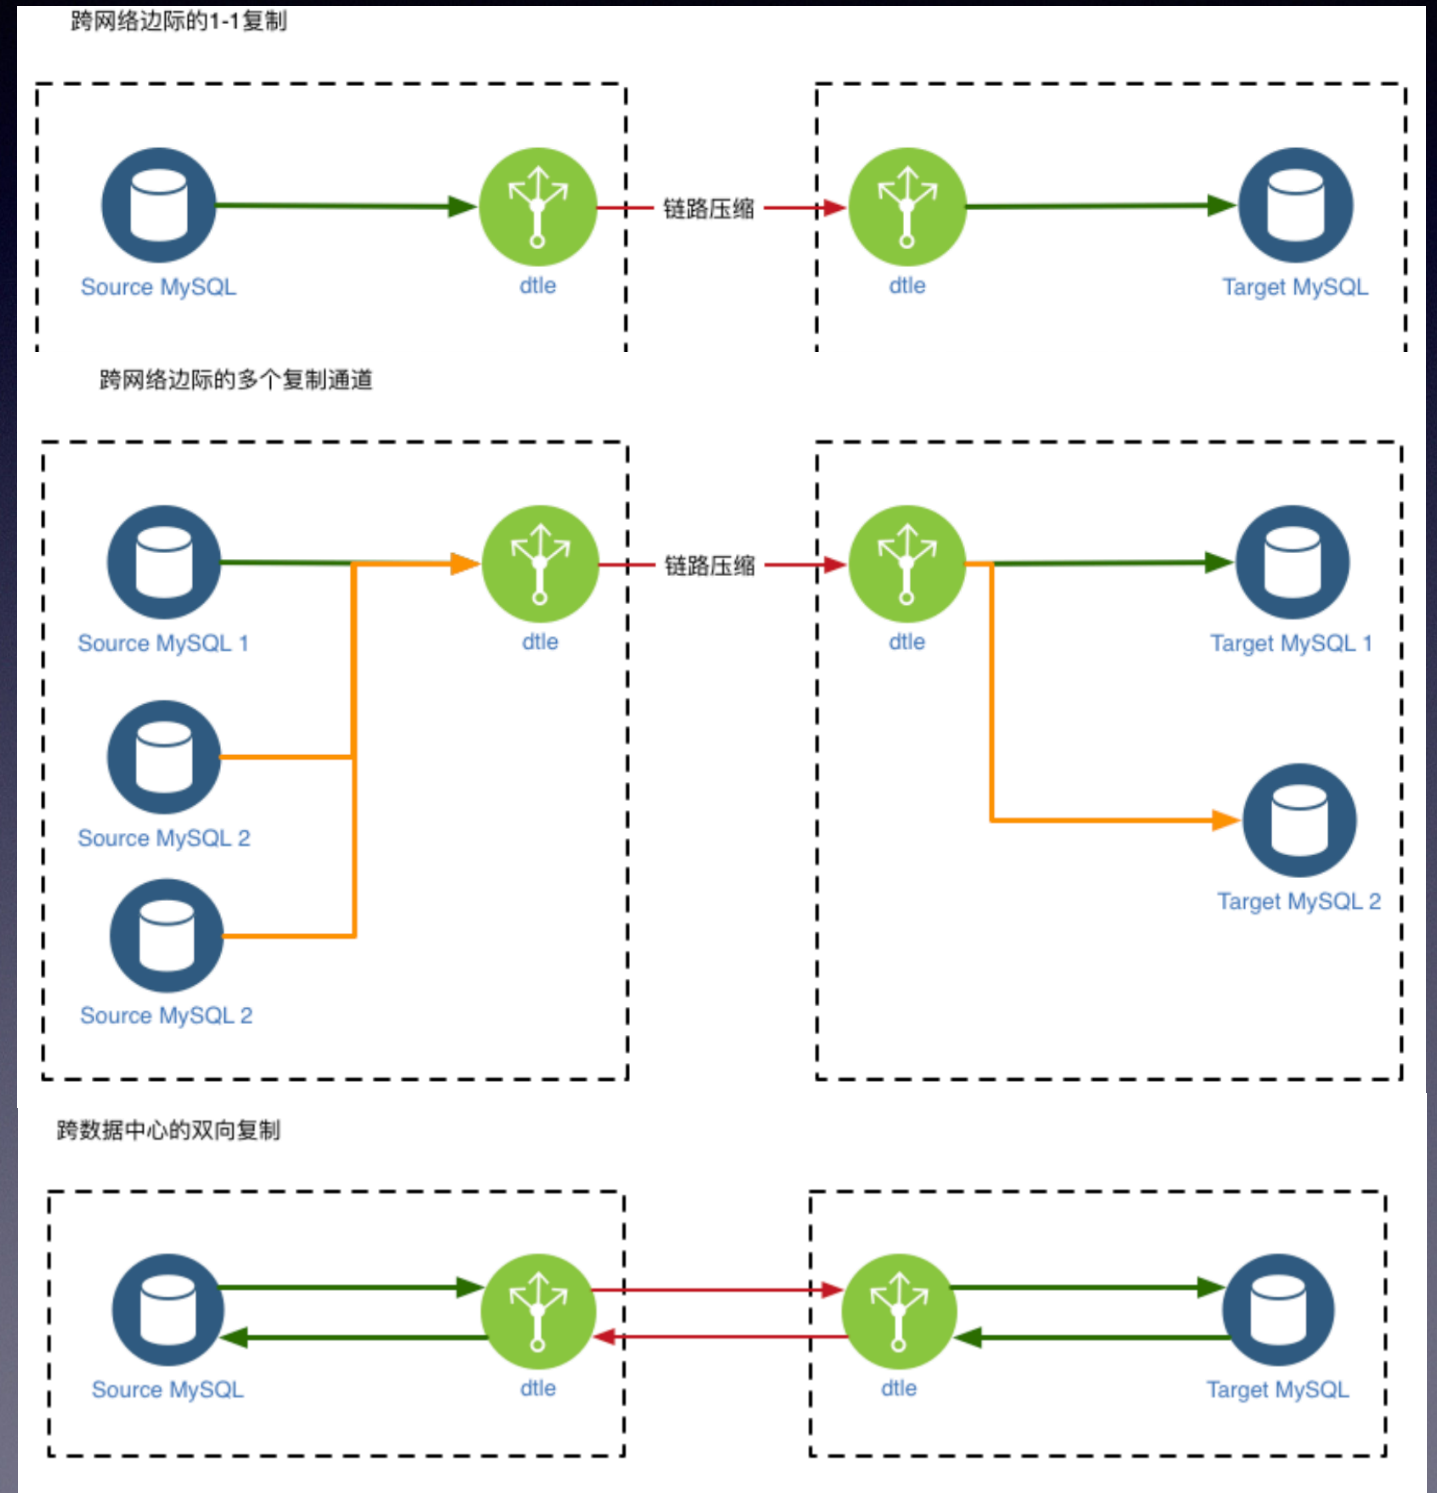 跨网络边际的1-1复制
链路压缩
Source MySQL
dtle
dtle
Target MySQL
跨网络边际的多个复制通道
链路压缩
Source MySQL 1
dtle
dtle
Target MySQL 1
Source MySQL 2
Target MySQL 2
Source MySQL 2
跨数据中心的双向复制
Source MySQL
dtle
dtle
Target MySQL